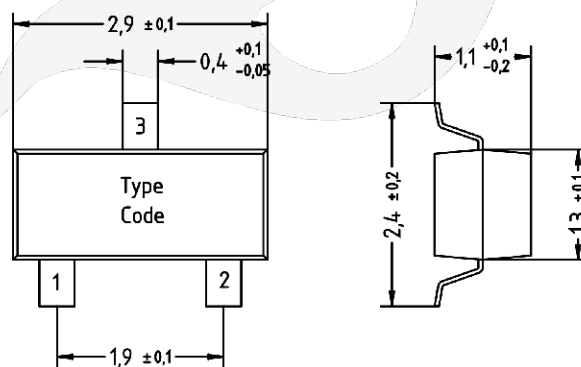 2,9 ±0,1
0,4 +0,1 -0,05
1,1 +0,1 -0,2
3
Type
Code
2,4 ±0,2
1,3 ±0,1
1
2
1,9 ±0,1